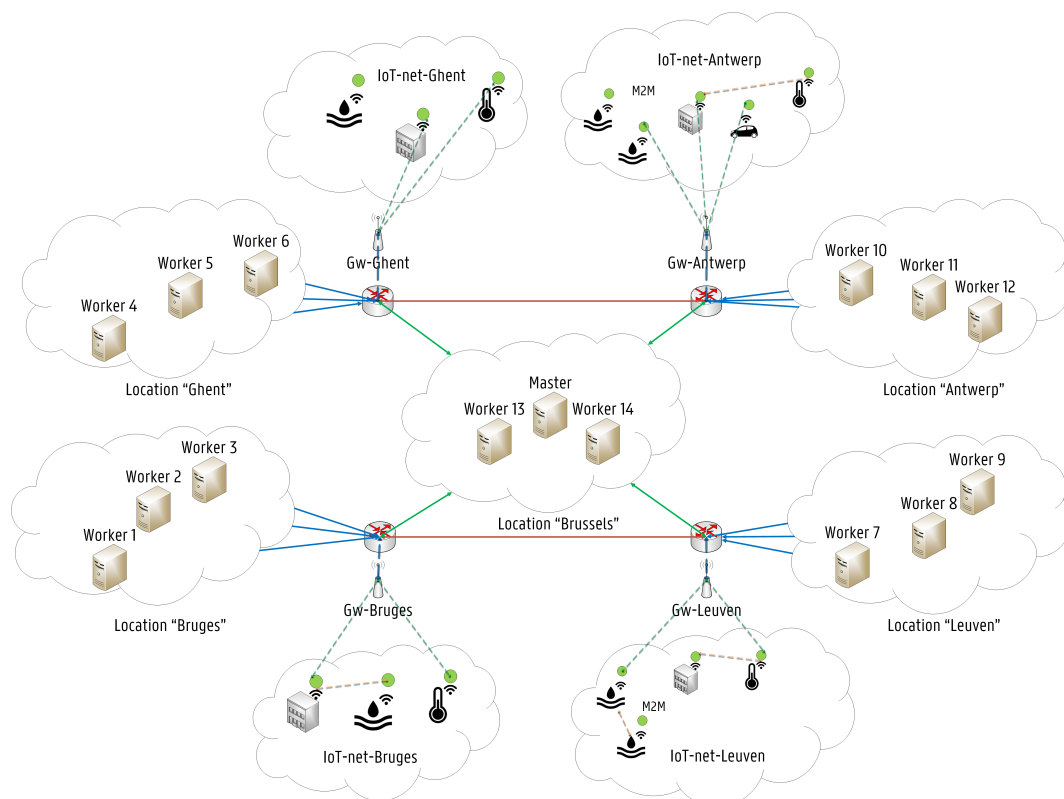 IoT-net-Ghent
IoT-net-Antwerp
M2M
Gw-Ghent
Gw-Antwerp
Worker 6
Worker 5
Worker 4
Location “Ghent”
Worker 10
Worker 11
Worker 12
Location “Antwerp”
Master
Worker 13
Worker 14
Location “Brussels”
Worker 3
Worker 2
Worker 1
Location “Bruges”
Worker 9
Worker 8
Worker 7
Location “Leuven”
Gw-Bruges
Gw-Leuven
M2M
IoT-net-Bruges
IoT-net-Leuven